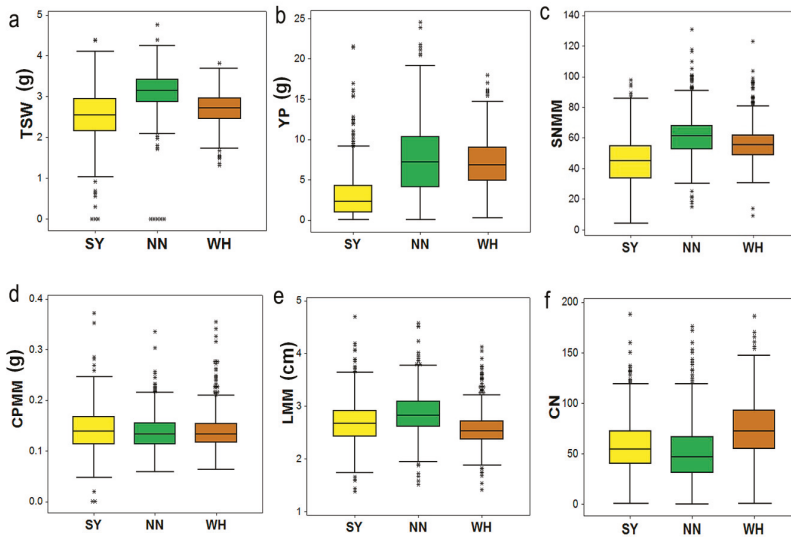 a
TSW (g)
5
4
3
2
1
0
SY NN WH
b
YP (g)
25
20
15
10
5
0
SY NN WH
c
SNMM
140
120
100
80
60
40
20
0
SY NN WH
d
CPMM (g)
0.4
0.3
0.2
0.1
0.0
SY NN WH
e
LMM (cm)
5
4
3
2
1
SY NN WH
f
CN
200
150
100
50
0
SY NN WH